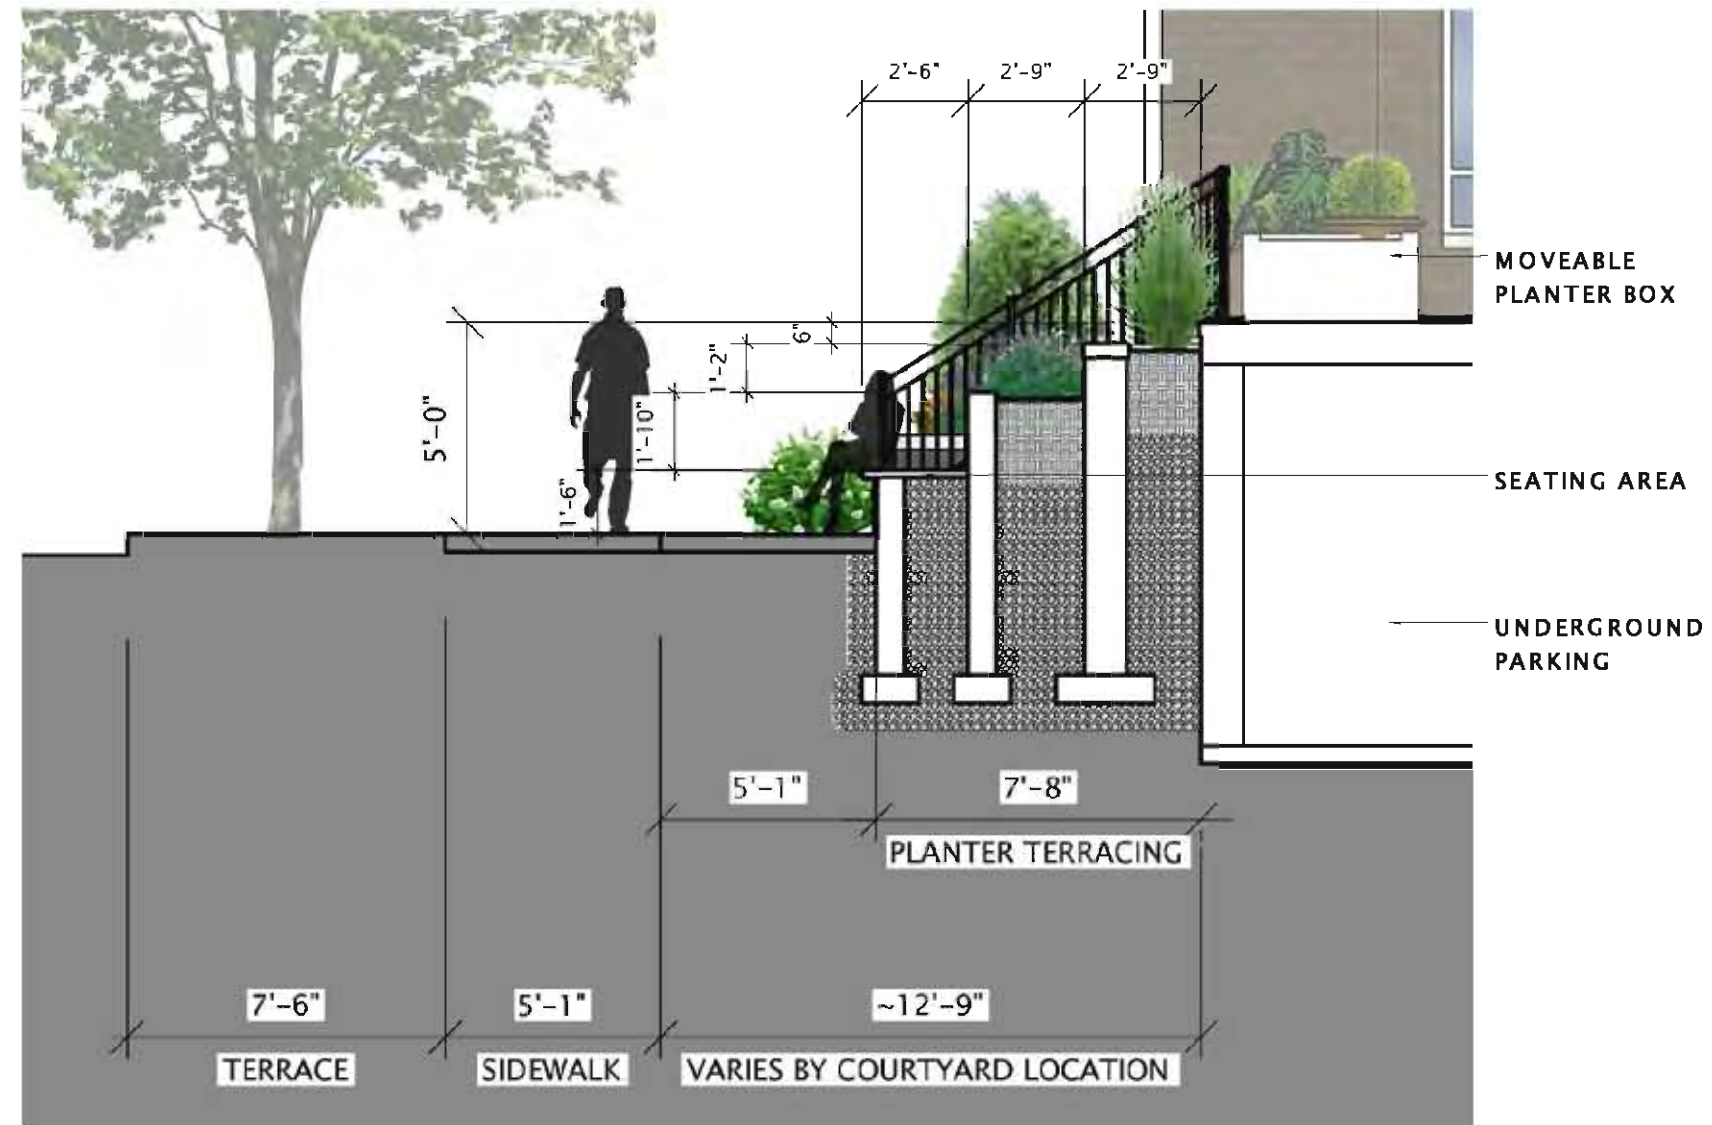 2'-6"
2'-9"
2'-9"
MOVEABLE
PLANTER BOX
6"
1'-2"
5'-0"
1'-10"
1'-6"
SEATING AREA
UNDERGROUND
PARKING
5'-1"
7'-8"
PLANTER TERRACING
7'-6"
5'-1"
~12'-9"
TERRACE
SIDEWALK
VARIES BY COURTYARD LOCATION